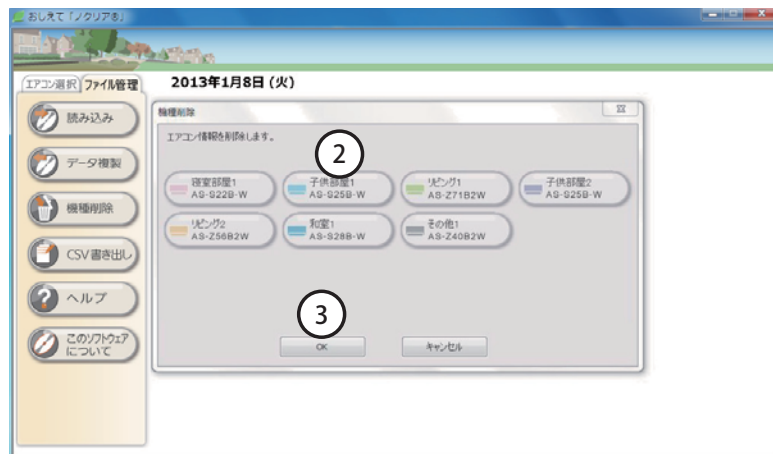 おしえて「ノクリア®」
エアコン選択
ファイル管理
2013年1月8日 (火)
読み込み
データ複製
機種削除
CSV書き出し
ヘルプ
このソフトウェア
について
機種削除
エアコン情報を削除します。
2
寝室部屋1
AS-S22B-W
子供部屋1
AS-S25B-W
リビング1
AS-Z71B2W
子供部屋2
AS-S25B-W
リビング2
AS-Z56B2W
和室1
AS-S28B-W
その他1
AS-Z40B2W
3
OK
キャンセル